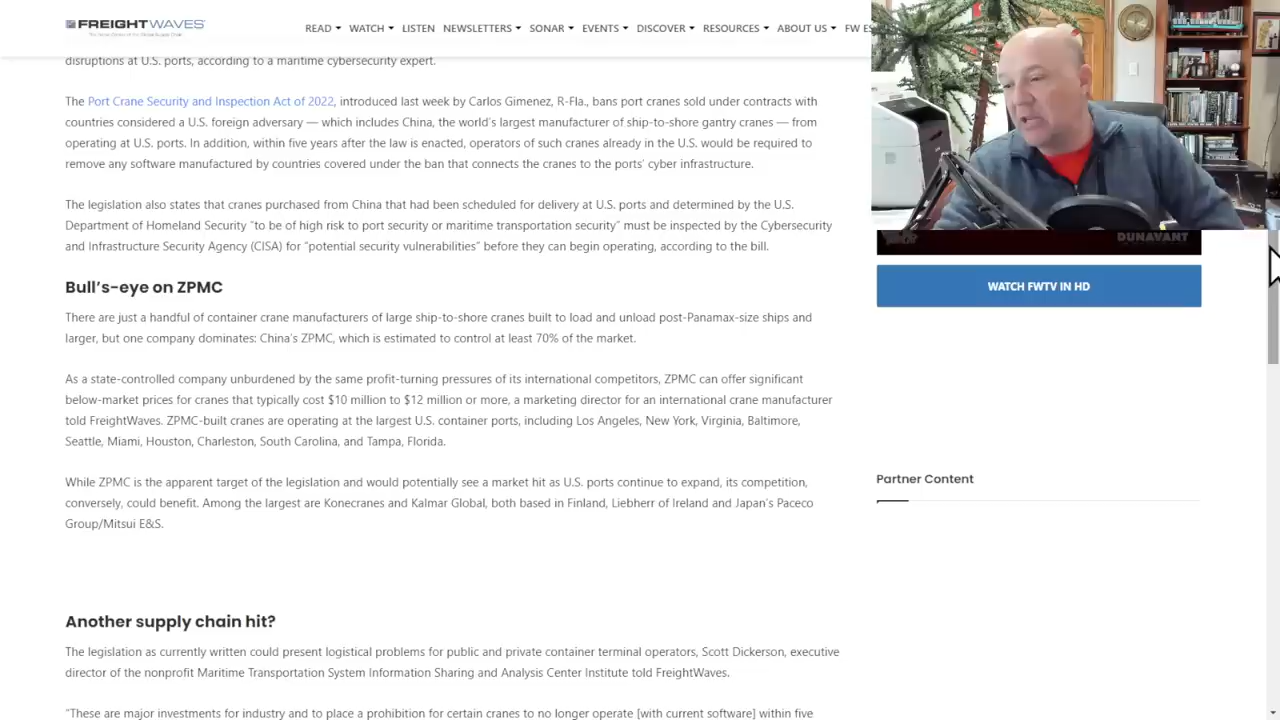 FREIGHTWAVES
READ WATCH LISTEN NEWSLETTERS SONAR EVENTS DISCOVER RESOURCES ABOUT US FW
disruptions at U.S. ports, according to a maritime cybersecurity expert.
The Port Crane Security and Inspection Act of 2022, introduced last week by Carlos Gimenez, R-Fla., bans port cranes sold under contracts with
countries considered a U.S. foreign adversary — which includes China, the world's largest manufacturer of ship-to-shore gantry cranes — from
operating at U.S. ports. In addition, within five years after the law is enacted, operators of such cranes already in the U.S. would be required to
remove any software manufactured by countries covered under the ban that connects the cranes to the ports' cyber infrastructure.
The legislation also states that cranes purchased from China that had been scheduled for delivery at U.S. ports and determined by the U.S.
Department of Homeland Security "to be of high risk to port security or maritime transportation security" must be inspected by the Cybersecurity
and Infrastructure Security Agency (CISA) for "potential security vulnerabilities" before they can begin operating, according to the bill.
DUNAVANT
WATCH FWTV IN HD
Bull's-eye on ZPMC
There are just a handful of container crane manufacturers of large ship-to-shore cranes built to load and unload post-Panamax-size ships and
larger, but one company dominates: China's ZPMC, which is estimated to control at least 70% of the market.
As a state-controlled company unburdened by the same profit-turning pressures of its international competitors, ZPMC can offer significant
below-market prices for cranes that typically cost $10 million to $12 million or more, a marketing director for an international crane manufacturer
told FreightWaves. ZPMC-built cranes are operating at the largest U.S. container ports, including Los Angeles, New York, Virginia, Baltimore,
Seattle, Miami, Houston, Charleston, South Carolina, and Tampa, Florida.
Partner Content
While ZPMC is the apparent target of the legislation and would potentially see a market hit as U.S. ports continue to expand, its competition,
conversely, could benefit. Among the largest are Konecranes and Kalmar Global, both based in Finland, Liebherr of Ireland and Japan's Paceco
Group/Mitsui E&S.
Another supply chain hit?
The legislation as currently written could present logistical problems for public and private container terminal operators, Scott Dickerson, executive
director of the nonprofit Maritime Transportation System Information Sharing and Analysis Center Institute told FreightWaves.
"These are major investments for industry and to place a prohibition for certain cranes to no longer operate [with current software] within five